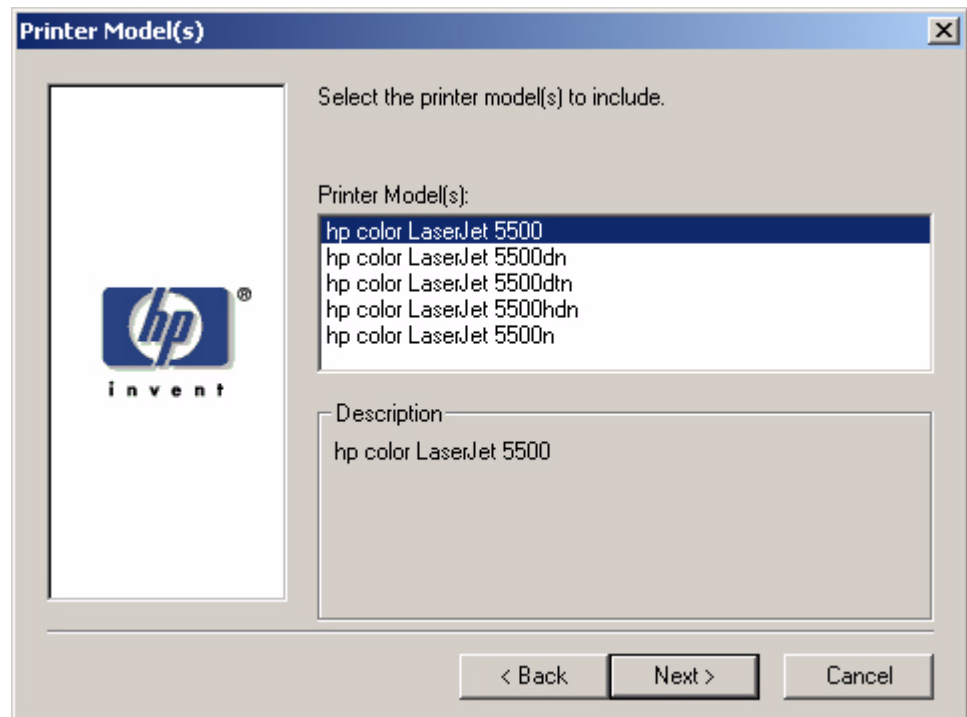 Printer Model(s)
Select the printer model(s) to include.
Printer Model(s):
hp color LaserJet 5500
hp color LaserJet 5500dn
hp color LaserJet 5500dtn
hp color LaserJet 5500hdn
hp color LaserJet 5500n
hp ®
invent
Description
hp color LaserJet 5500
< Back
Next >
Cancel